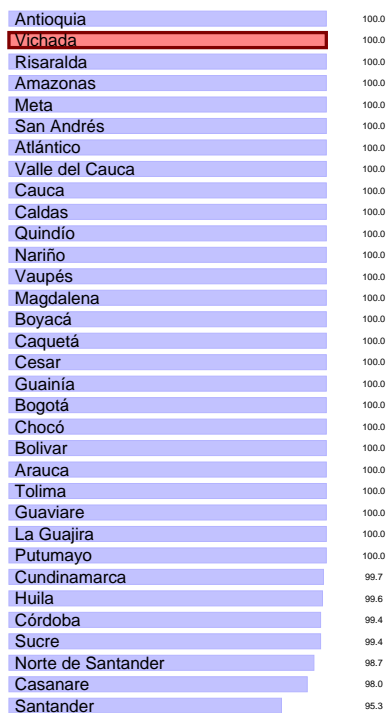 Antioquia 100.0
Vichada 100.0
Risaralda 100.0
Amazonas 100.0
Meta 100.0
San Andrés 100.0
Atlántico 100.0
Valle del Cauca 100.0
Cauca 100.0
Caldas 100.0
Quindío 100.0
Nariño 100.0
Vaupés 100.0
Magdalena 100.0
Boyacá 100.0
Caquetá 100.0
Cesar 100.0
Guainía 100.0
Bogotá 100.0
Chocó 100.0
Bolivar 100.0
Arauca 100.0
Tolima 100.0
Guaviare 100.0
La Guajira 100.0
Putumayo 100.0
Cundinamarca 99.7
Huila 99.6
Córdoba 99.4
Sucre 99.4
Norte de Santander 98.7
Casanare 98.0
Santander 95.3